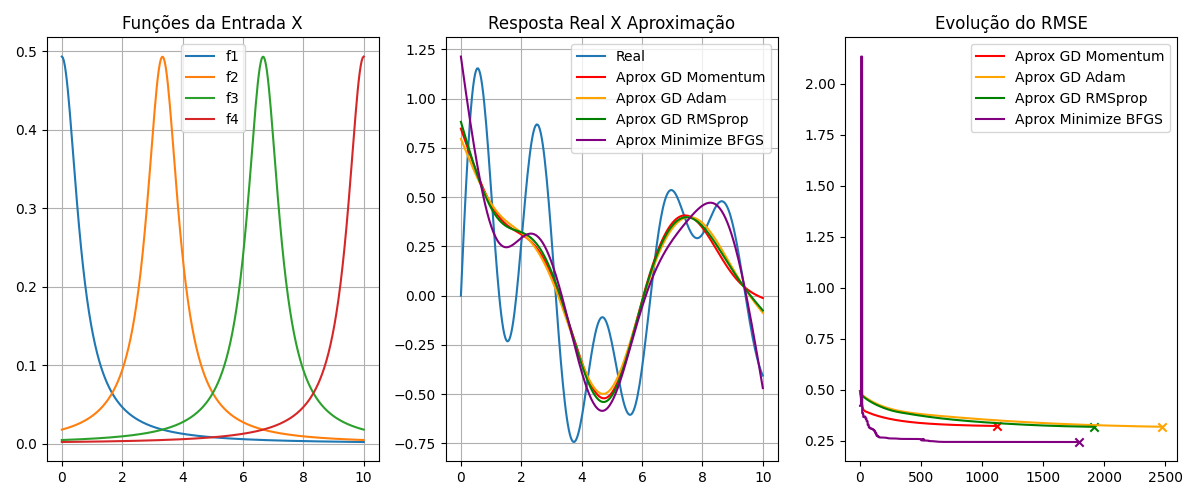 Funções da Entrada X
f1
f2
f3
f4
0.5
0.4
0.3
0.2
0.1
0.0
0 2 4 6 8 10
Resposta Real X Aproximação
Real
Aprox GD Momentum
Aprox GD Adam
Aprox GD RMSprop
Aprox Minimize BFGS
1.25
1.00
0.75
0.50
0.25
0.00
−0.25
−0.50
−0.75
0 2 4 6 8 10
Evolução do RMSE
Aprox GD Momentum
Aprox GD Adam
Aprox GD RMSprop
Aprox Minimize BFGS
2.00
1.75
1.50
1.25
1.00
0.75
0.50
0.25
0 500 1000 1500 2000 2500